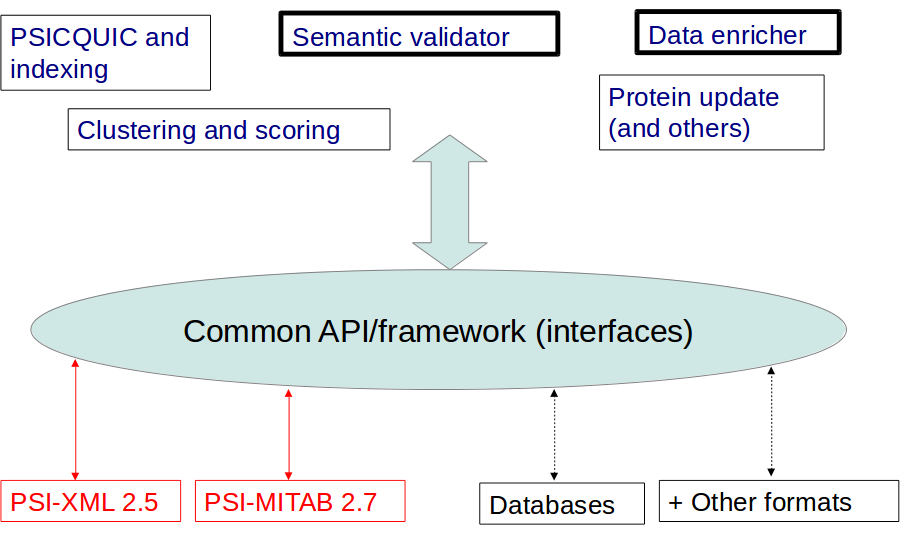 PSICQUIC and
indexing
Semantic validator
Data enricher
Clustering and scoring
Protein update
(and others)
Common API/framework (interfaces)
PSI-XML 2.5
PSI-MITAB 2.7
Databases
+ Other formats